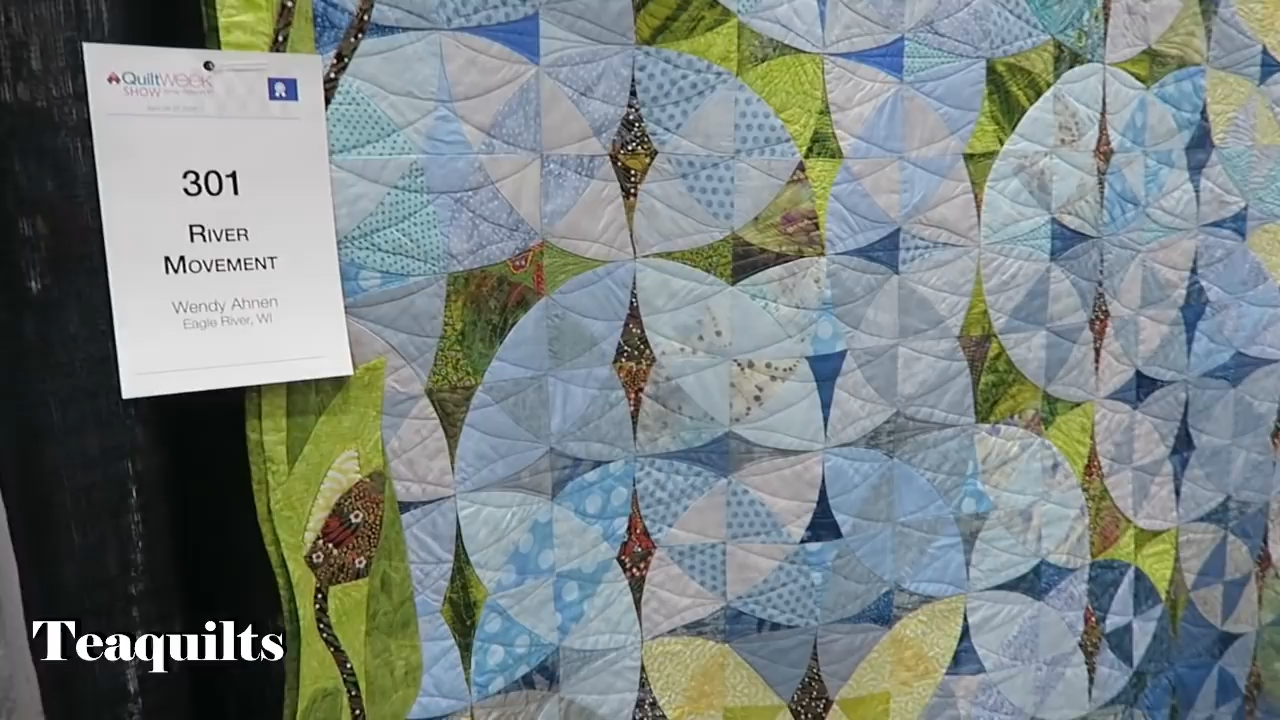 QuiltWEEK
SHOW
301
RIVER
MOVEMENT
Wendy Ahnen
Eagle River, WI
Teaquilts